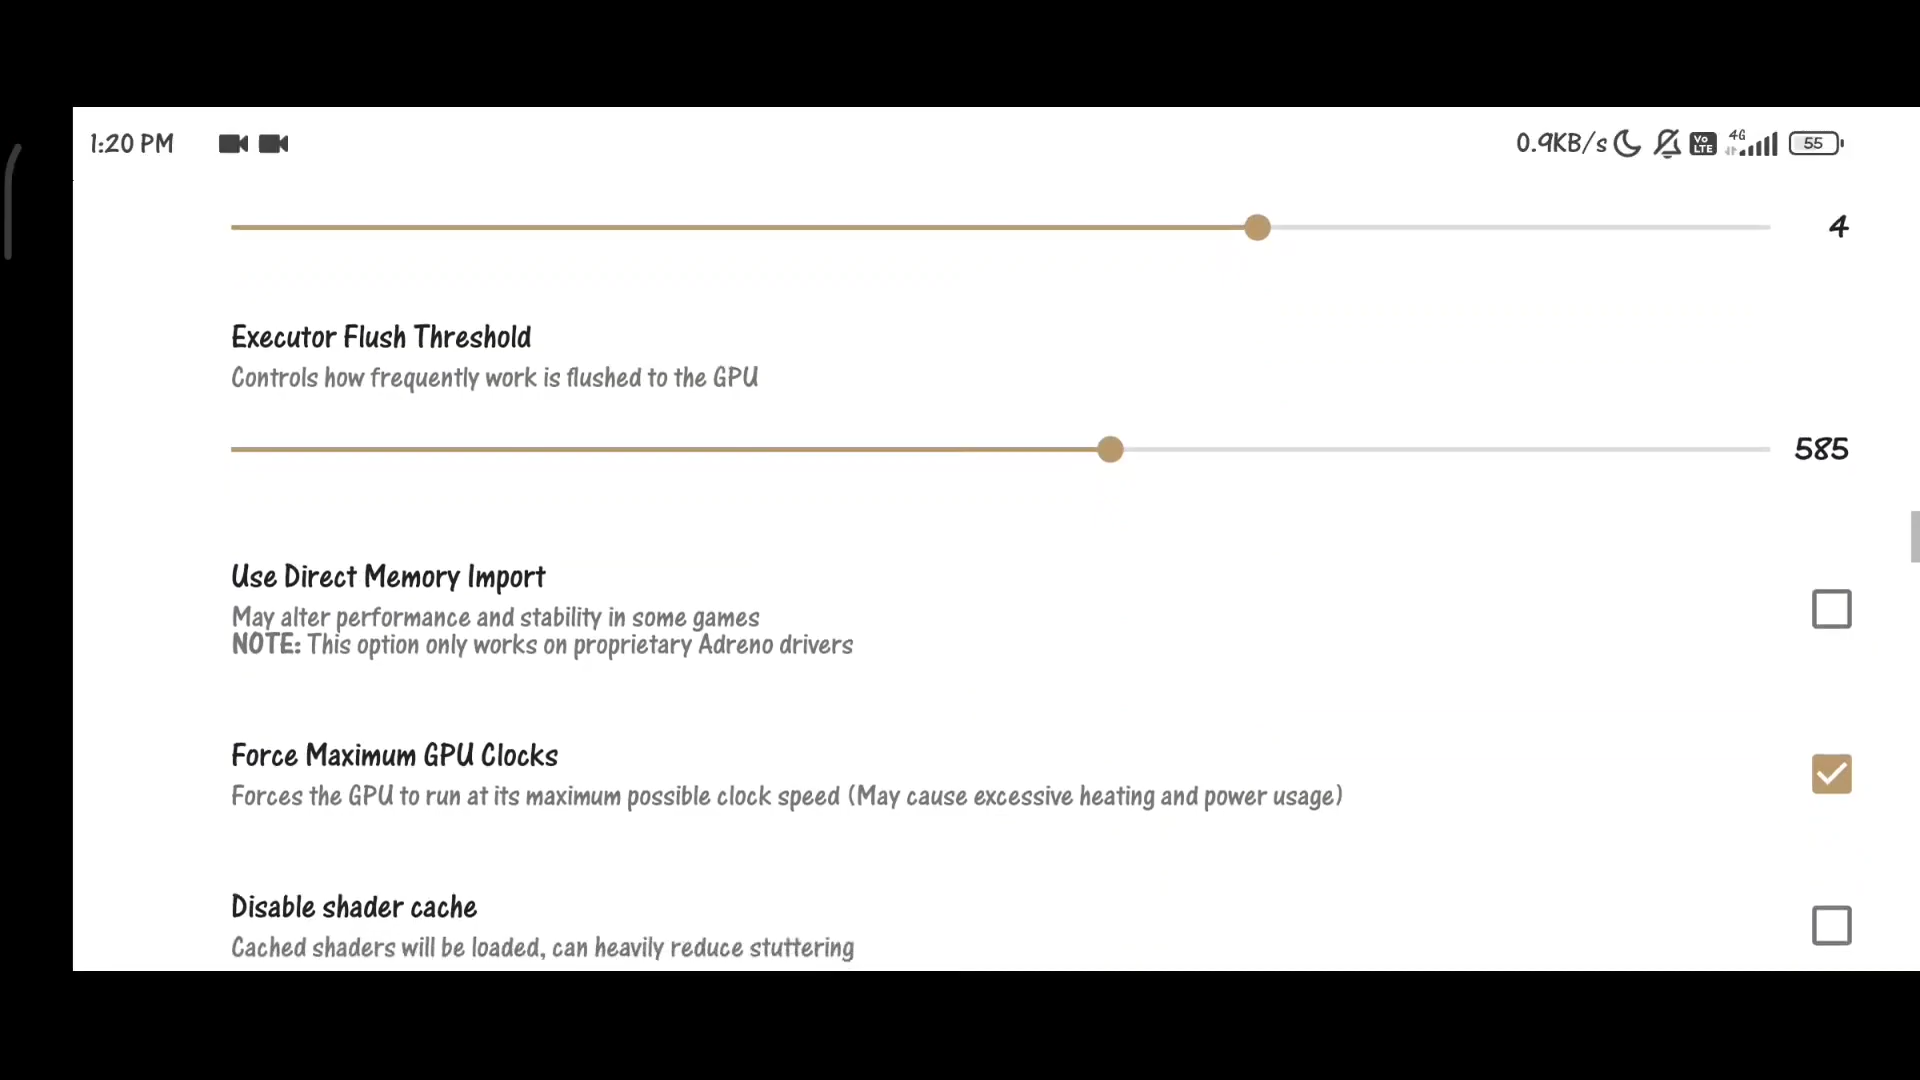 1:20 PM
0.9KB/s
Vo LTE
4G
55
4
Executor Flush Threshold
Controls how frequently work is flushed to the GPU
585
Use Direct Memory Import
May alter performance and stability in some games
NOTE: This option only works on proprietary Adreno drivers
Force Maximum GPU Clocks
Forces the GPU to run at its maximum possible clock speed (May cause excessive heating and power usage)
Disable shader cache
Cached shaders will be loaded, can heavily reduce stuttering